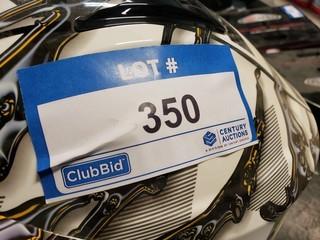 LOT #
350
CENTURY
AUCTIONS
ClubBid